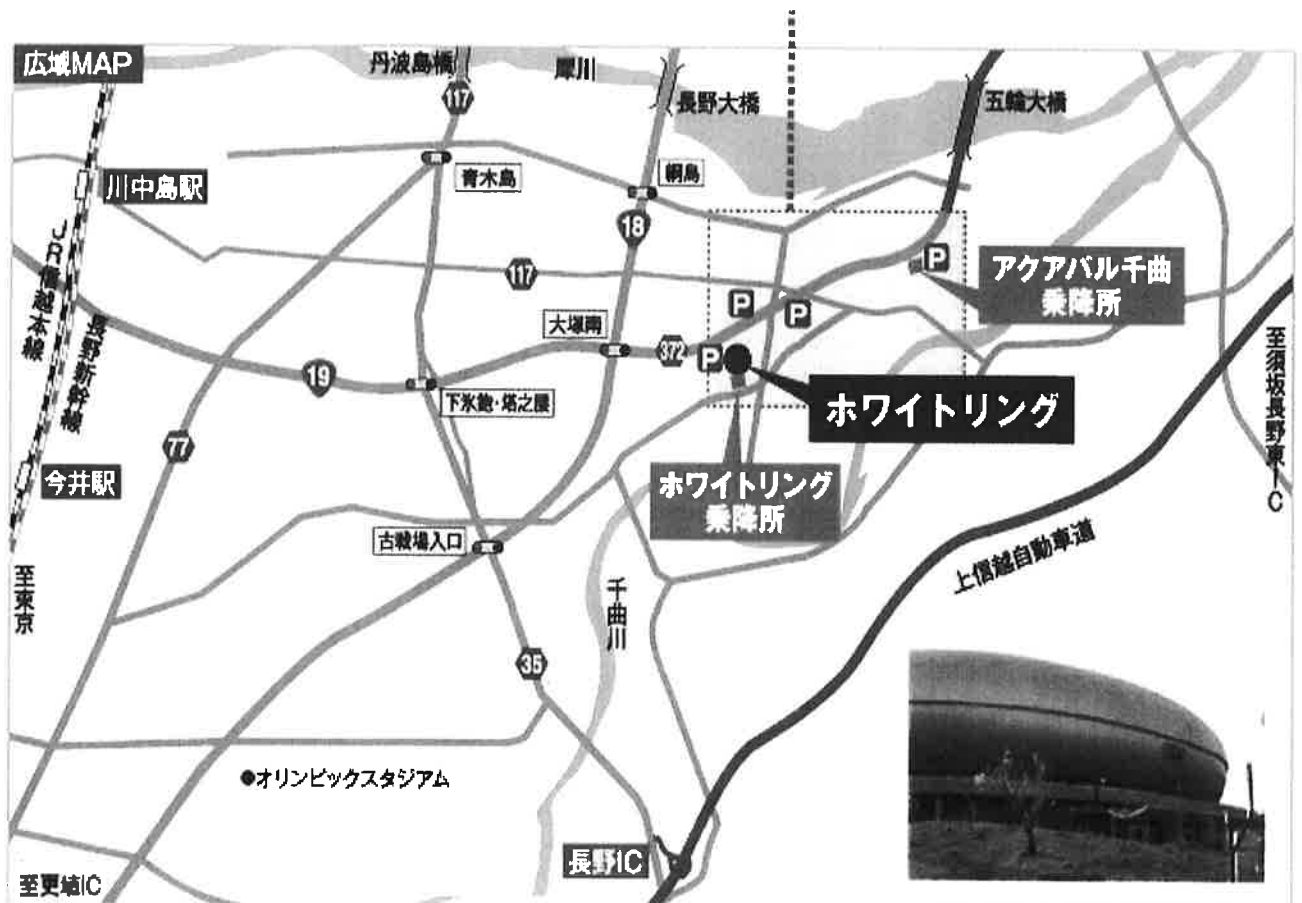 広域MAP
丹波島橋
犀川
長野大橋
五輪大橋
117
川中島駅
青木島
綱島
18
P
アクアパル千曲
乗降所
JR信越本線
長野新幹線
117
大塚南
P
P
372
P
ホワイトリング
至須坂長野東IC
19
下氷鉋・塔之腰
77
今井駅
ホワイトリング
乗降所
古戦場入口
上信越自動車道
至東京
千曲川
35
●オリンピックスタジアム
長野IC
至更埴IC